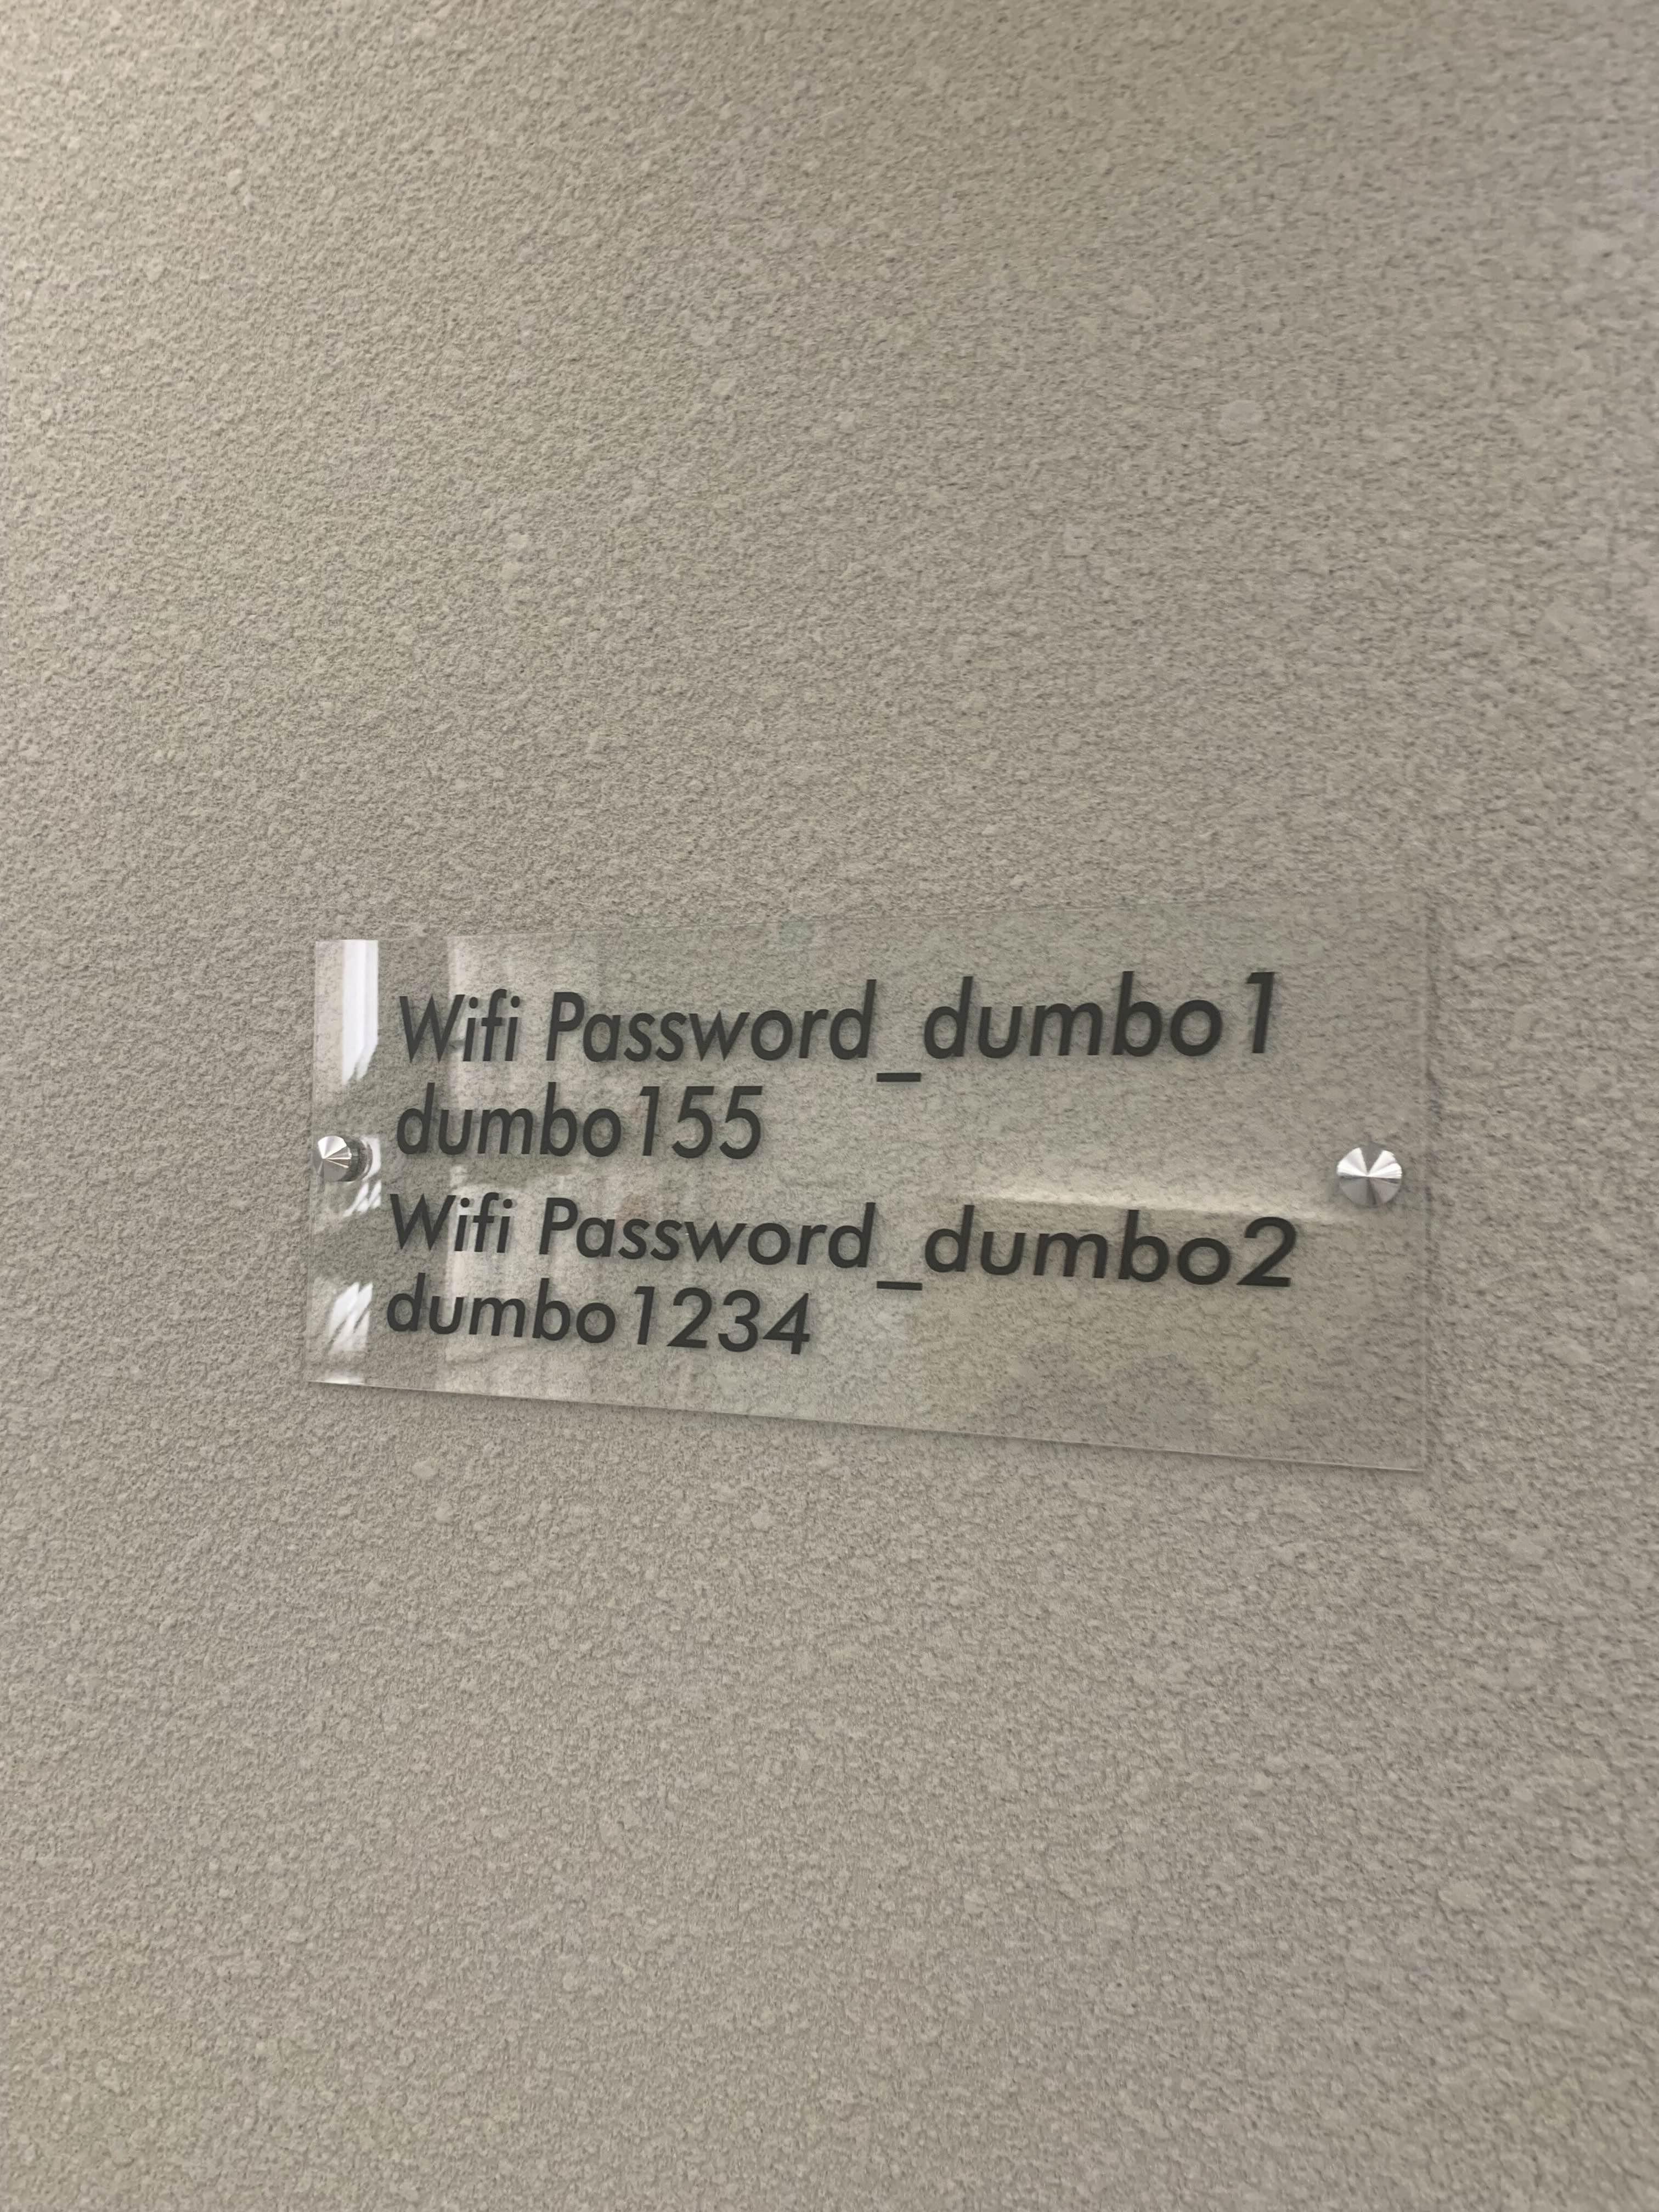 Wifi Password_dumbo1
dumbo155
Wifi Password_dumbo2
dumbo1234